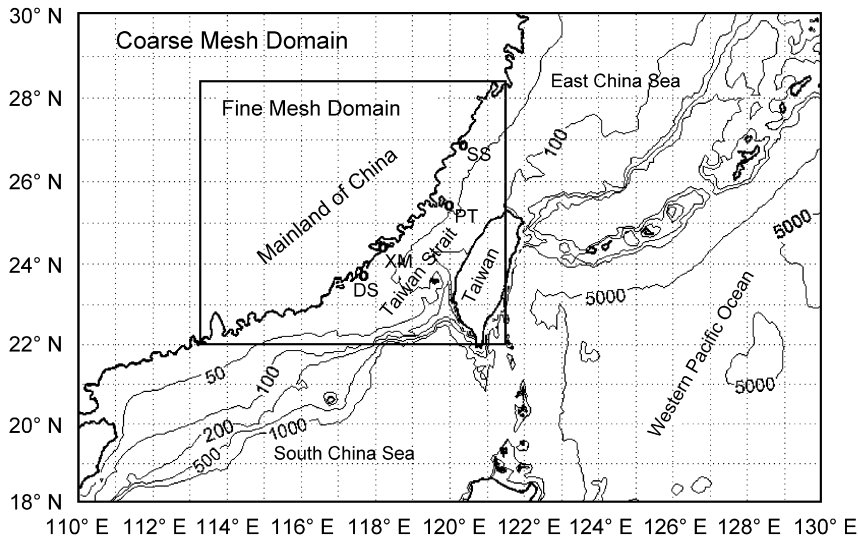 30° N
Coarse Mesh Domain
East China Sea
28° N
Fine Mesh Domain
100
SS
26° N
Mainland of China
PT
5000
24° N
XM
Taiwan Strait
Taiwan
DS
5000
Western Pacific Ocean
22° N
50
100
5000
20° N
200
1000
500
South China Sea
18° N
110° E 112° E 114° E 116° E 118° E 120° E 122° E 124° E 126° E 128° E 130° E